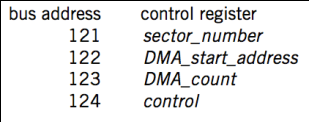 bus address control register
121 sector_number
122 DMA_start_address
123 DMA_count
124 control